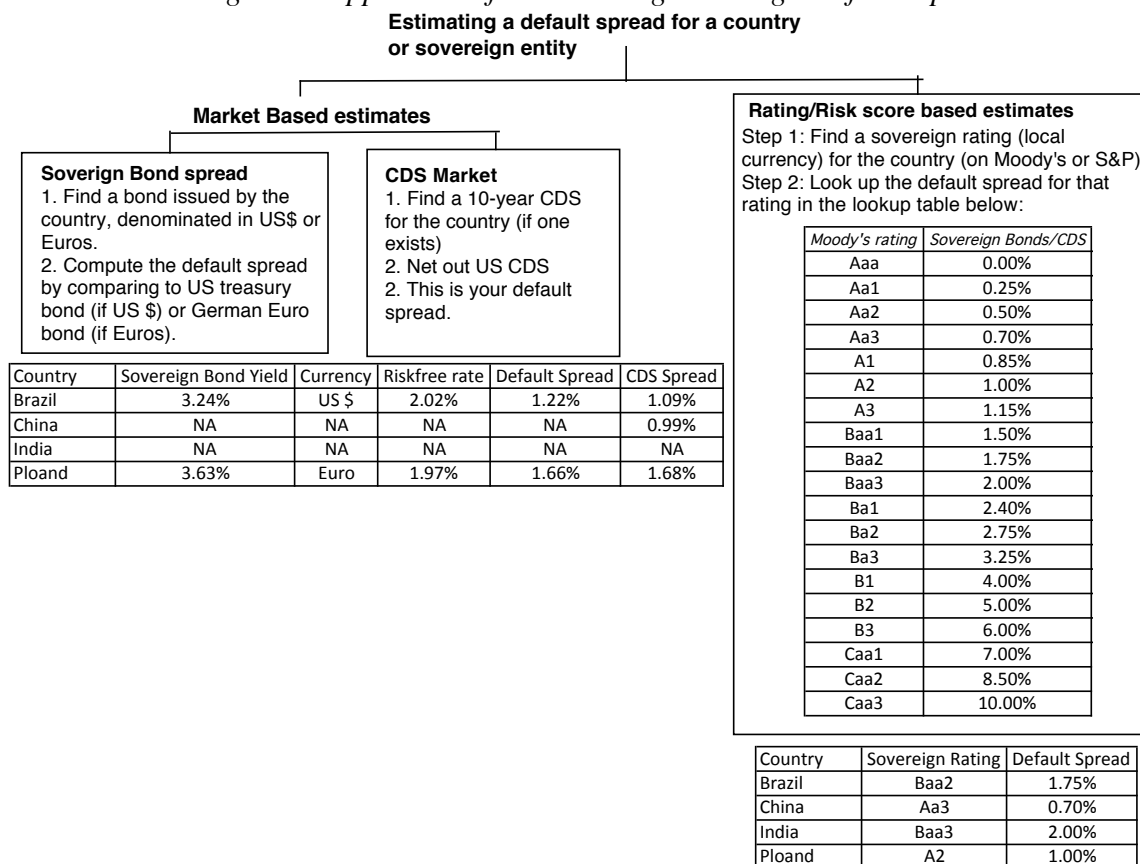 Estimating a default spread for a country
or sovereign entity
Market Based estimates
Soverign Bond spread
1. Find a bond issued by the
country, denominated in US$ or
Euros.
2. Compute the default spread
by comparing to US treasury
bond (if US $) or German Euro
bond (if Euros).
CDS Market
1. Find a 10-year CDS
for the country (if one
exists)
2. Net out US CDS
2. This is your default
spread.
Country Sovereign Bond Yield Currency Riskfree rate Default Spread CDS Spread
Brazil 3.24% US $ 2.02% 1.22% 1.09%
China NA NA NA NA 0.99%
India NA NA NA NA NA
Ploand 3.63% Euro 1.97% 1.66% 1.68%
Rating/Risk score based estimates
Step 1: Find a sovereign rating (local
currency) for the country (on Moody's or S&P)
Step 2: Look up the default spread for that
rating in the lookup table below:
Moody's rating Sovereign Bonds/CDS
Aaa 0.00%
Aa1 0.25%
Aa2 0.50%
Aa3 0.70%
A1 0.85%
A2 1.00%
A3 1.15%
Baa1 1.50%
Baa2 1.75%
Baa3 2.00%
Ba1 2.40%
Ba2 2.75%
Ba3 3.25%
B1 4.00%
B2 5.00%
B3 6.00%
Caa1 7.00%
Caa2 8.50%
Caa3 10.00%
Country Sovereign Rating Default Spread
Brazil Baa2 1.75%
China Aa3 0.70%
India Baa3 2.00%
Ploand A2 1.00%